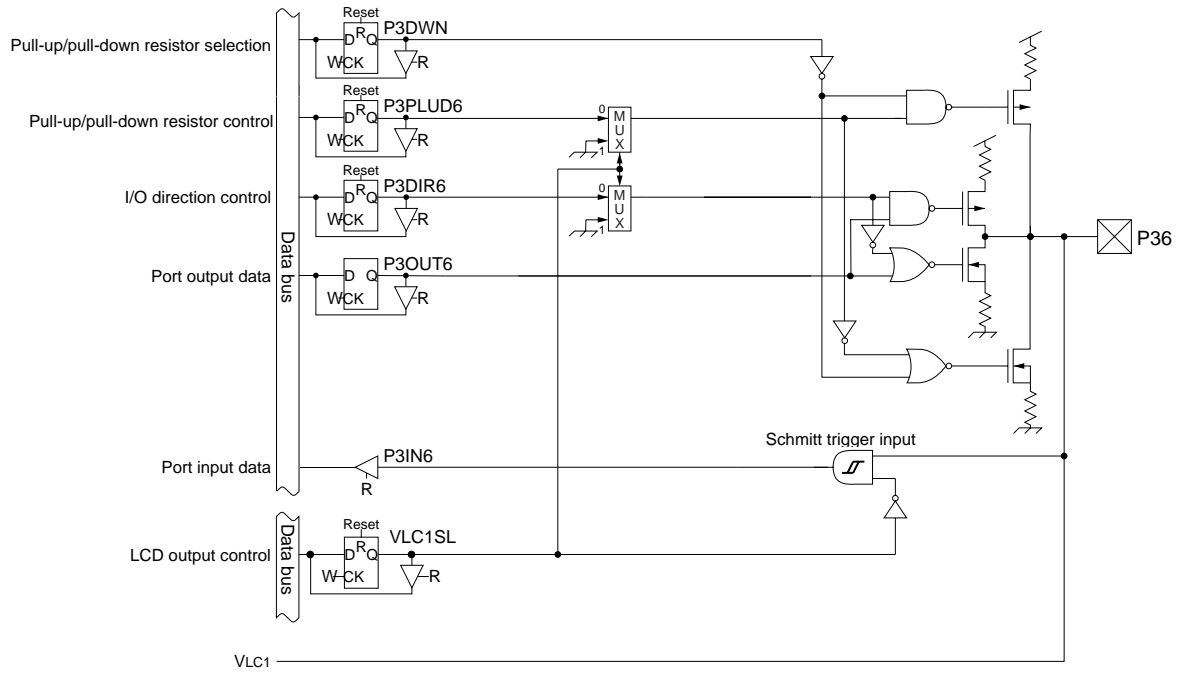 Pull-up/pull-down resistor selection
Reset
D R Q
W CK
P3DWN
R
Pull-up/pull-down resistor control
Reset
D R Q
W CK
P3PLUD6
R
0
MUX
1
I/O direction control
Reset
D R Q
W CK
P3DIR6
R
0
MUX
1
P36
Data bus
Port output data
D Q
W CK
P3OUT6
R
Schmitt trigger input
Port input data
P3IN6
R
Data bus
LCD output control
Reset
D R Q
W CK
VLC1SL
R
VLC1